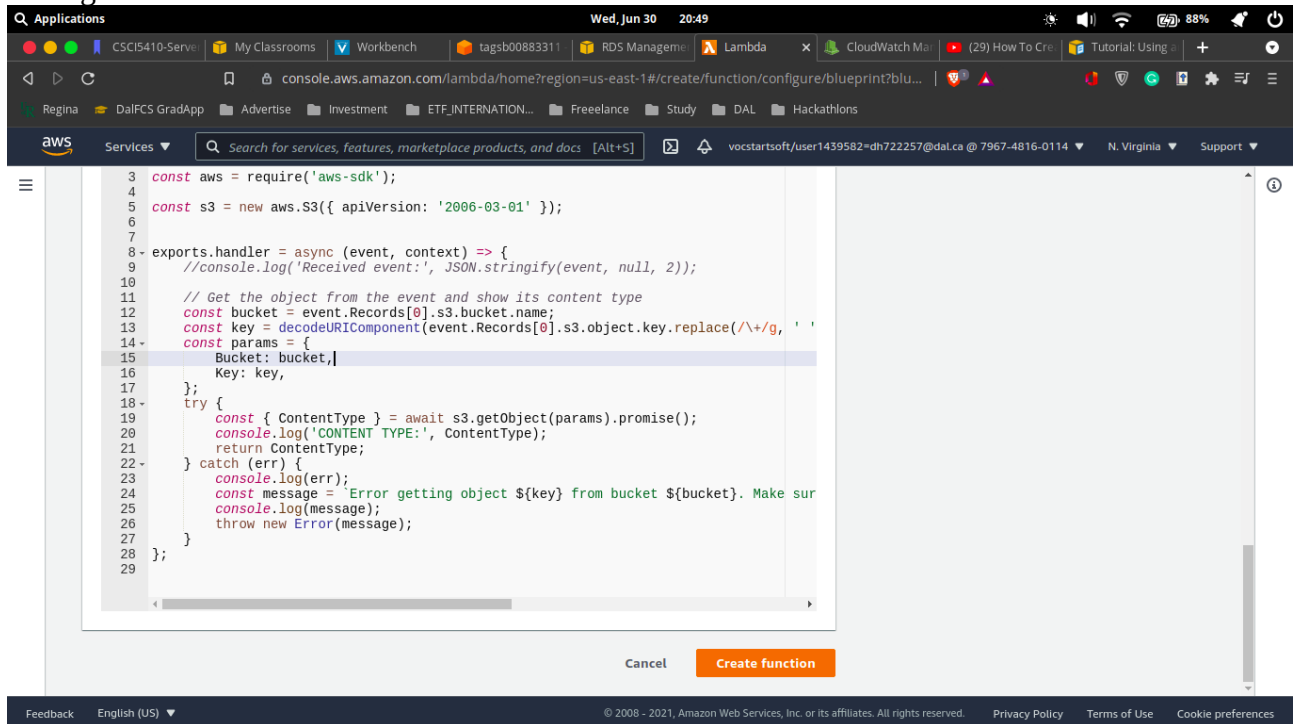 Applications Wed, Jun 30 20:49 88%
CSCI5410-Serve My Classrooms Workbench tagsb00883311 RDS Manageme Lambda CloudWatch Ma (29) How To Cre Tutorial: Using a
console.aws.amazon.com/lambda/home?region=us-east-1#/create/function/configure/blueprint?blu...
Regina DalFCS GradApp Advertise Investment ETF_INTERNATION... Freeelance Study DAL Hackathlons
aws Services ▼ Search for services, features, marketplace products, and docs [Alt+S] vocstartsoft/user1439582=dh722257@dal.ca @ 7967-4816-0114 ▼ N. Virginia ▼ Support ▼
3 const aws = require('aws-sdk');
4
5 const s3 = new aws.S3({ apiVersion: '2006-03-01' });
6
7
8 exports.handler = async (event, context) => {
9 //console.log('Received event:', JSON.stringify(event, null, 2));
10
11 // Get the object from the event and show its content type
12 const bucket = event.Records[0].s3.bucket.name;
13 const key = decodeURIComponent(event.Records[0].s3.object.key.replace(/\+/g, ' '
14 const params = {
15 Bucket: bucket,
16 Key: key,
17 };
18 try {
19 const { ContentType } = await s3.getObject(params).promise();
20 console.log('CONTENT TYPE:', ContentType);
21 return ContentType;
22 } catch (err) {
23 console.log(err);
24 const message = `Error getting object ${key} from bucket ${bucket}. Make sur
25 console.log(message);
26 throw new Error(message);
27 }
28 };
29
Cancel Create function
Feedback English (US) ▼ © 2008 - 2021, Amazon Web Services, Inc. or its affiliates. All rights reserved. Privacy Policy Terms of Use Cookie preferences